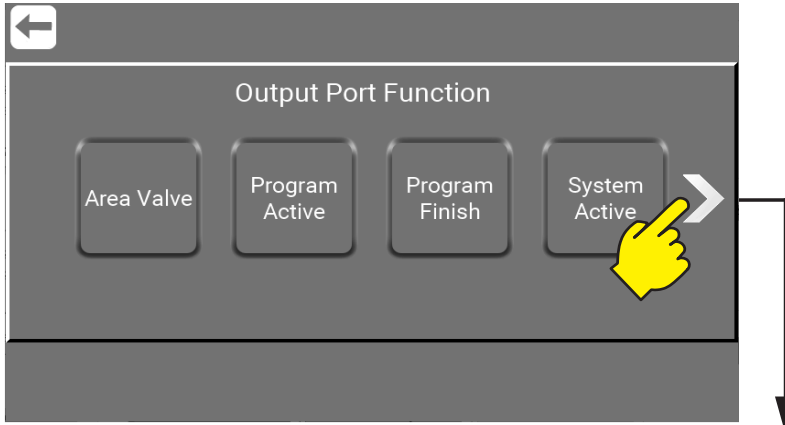 Output Port Function
Area Valve
Program
Active
Program
Finish
System
Active